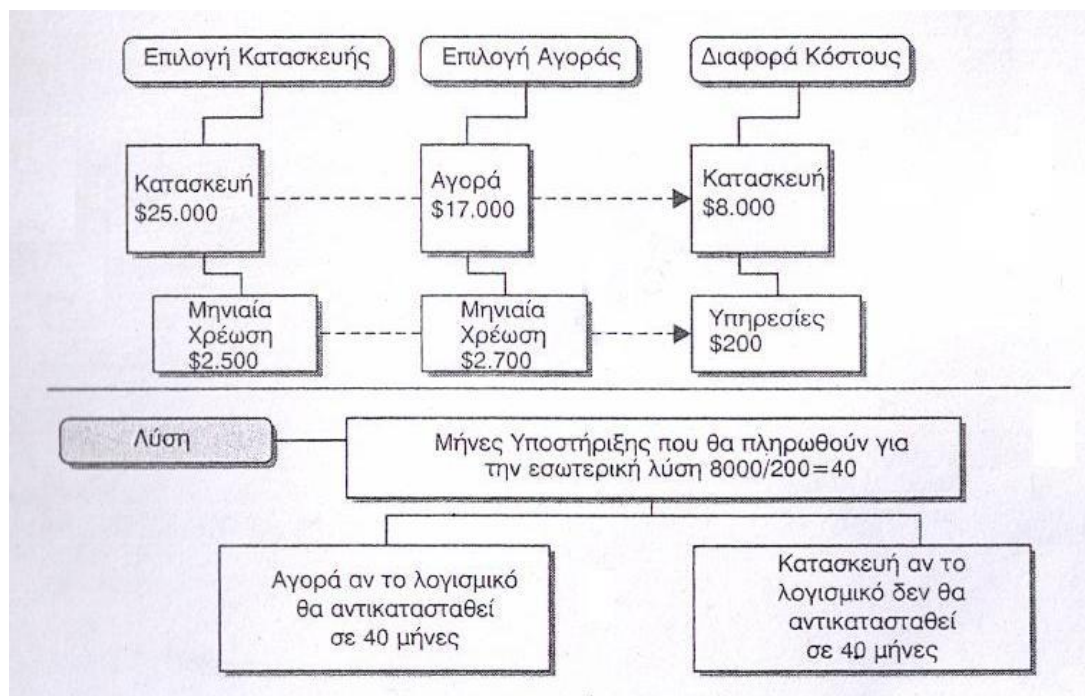 Επιλογή Κατασκευής
Επιλογή Αγοράς
Διαφορά Κόστους
Κατασκευή
$25.000
Αγορά
$17.000
Κατασκευή
$8.000
Μηνιαία
Χρέωση
$2.500
Μηνιαία
Χρέωση
$2.700
Υπηρεσίες
$200
Λύση
Μήνες Υποστήριξης που θα πληρωθούν για
την εσωτερική λύση 8000/200=40
Αγορά αν το λογισμικό
θα αντικατασταθεί
σε 40 μήνες
Κατασκευή αν το
λογισμικό δεν θα
αντικατασταθεί
σε 40 μήνες